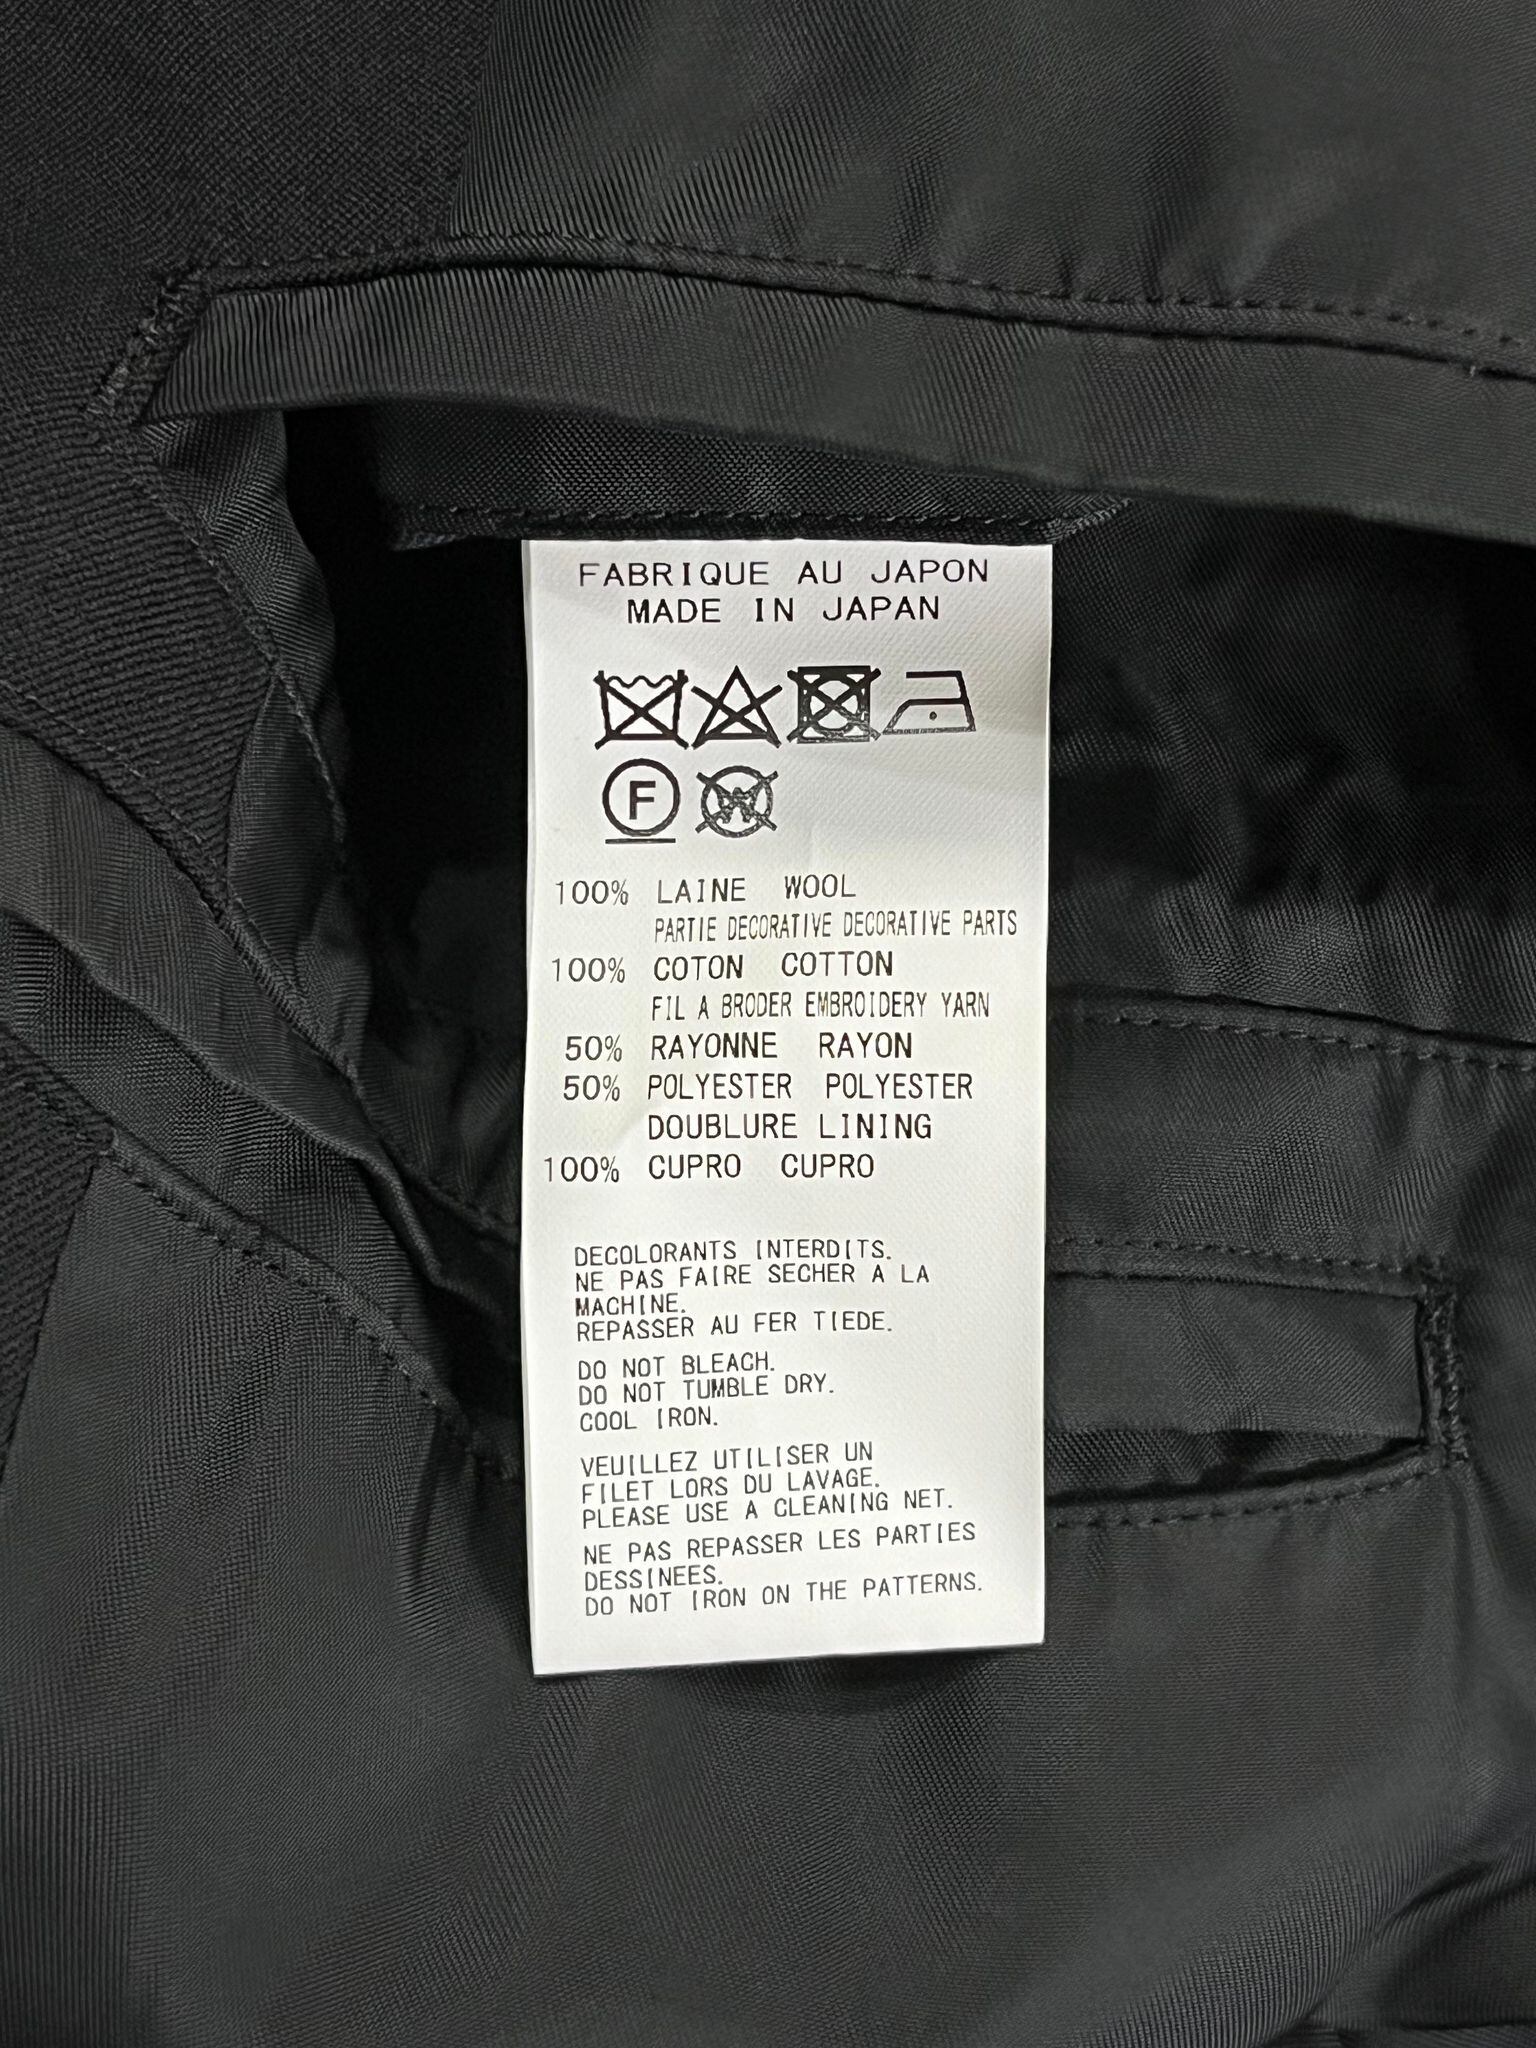 FABRIQUE AU JAPON
MADE IN JAPAN
F
W
100% LAINE WOOL
PARTIE DECORATIVE DECORATIVE PARTS
100% COTON COTTON
FIL A BRODER EMBROIDERY YARN
50% RAYONNE RAYON
50% POLYESTER POLYESTER
DOUBLURE LINING
100% CUPRO CUPRO
DECOLORANTS INTERDITS.
NE PAS FAIRE SECHER A LA
MACHINE.
REPASSER AU FER TIEDE.
DO NOT BLEACH.
DO NOT TUMBLE DRY.
COOL IRON.
VEUILLEZ UTILISER UN
FILET LORS DU LAVAGE.
PLEASE USE A CLEANING NET.
NE PAS REPASSER LES PARTIES
DESSINEES.
DO NOT IRON ON THE PATTERNS.